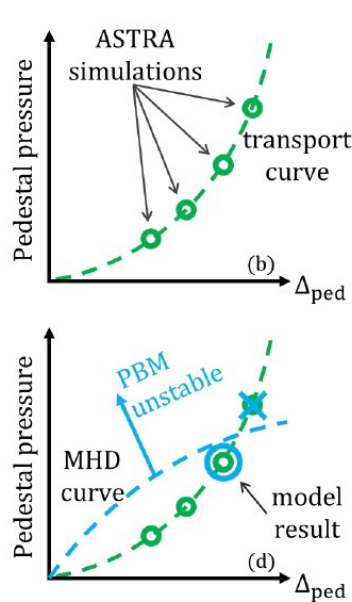 ASTRA
simulations
Pedestal pressure
transport
curve
(b)
Δped
PBM
unstable
Pedestal pressure
MHD
curve
model
result
(d)
Δped